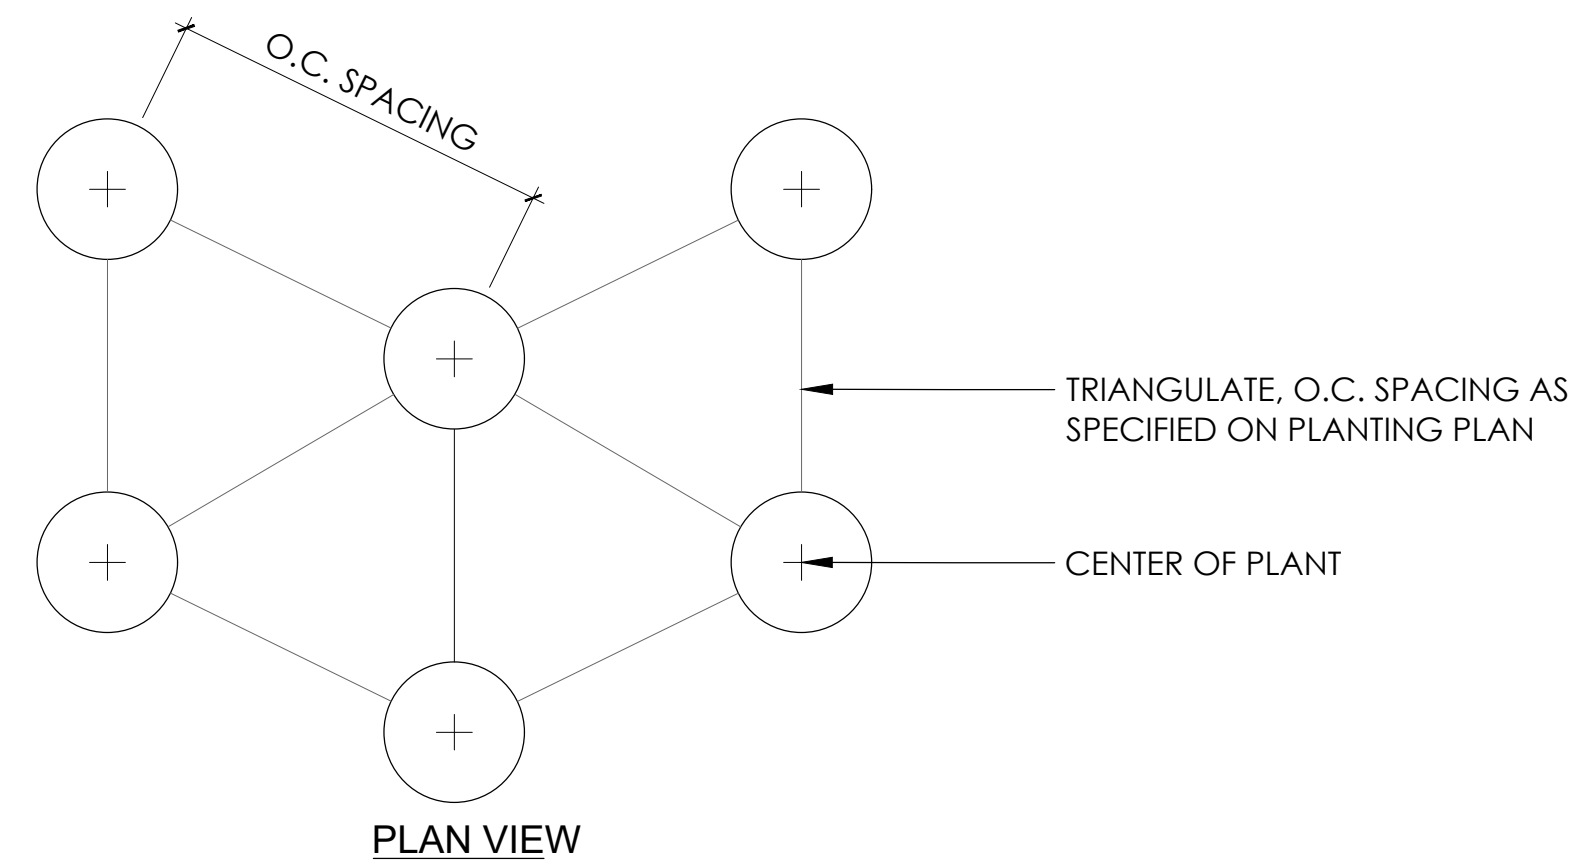 O.C. SPACING
TRIANGULATE, O.C. SPACING AS
SPECIFIED ON PLANTING PLAN
CENTER OF PLANT
PLAN VIEW